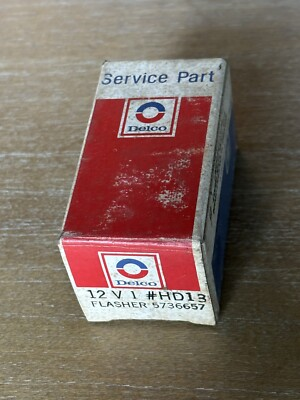 Service Part
Delco
Delco
12 V 1 #HD13
FLASHER 5736657